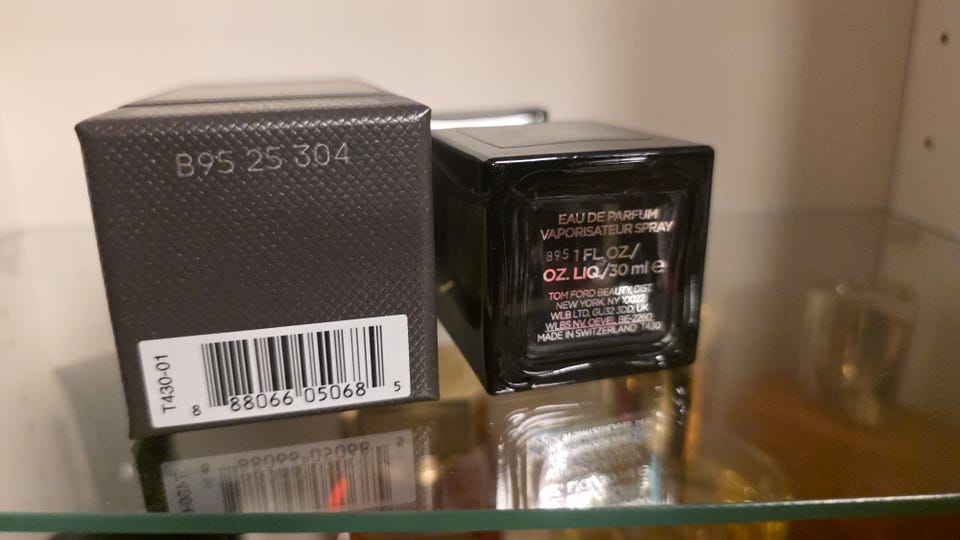 B95 25 304
T430-01
8 88066 05068 5
EAU DE PARFUM
VAPORISATEUR SPRAY
B95 1 FL. OZ/
OZ. LIQ./30 ml e
TOM FORD BEAUTY, DIST.
NEW YORK, NY 10022
WLB LTD, GU32 3DD, UK
WLBS NV, OEVEL BE-2260
MADE IN SWITZERLAND T430